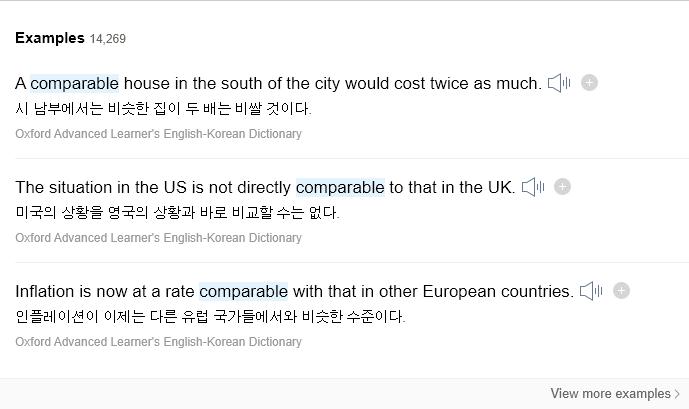 Examples 14,269
A comparable house in the south of the city would cost twice as much.
시 남부에서는 비슷한 집이 두 배는 비쌀 것이다.
Oxford Advanced Learner's English-Korean Dictionary
The situation in the US is not directly comparable to that in the UK.
미국의 상황을 영국의 상황과 바로 비교할 수는 없다.
Oxford Advanced Learner's English-Korean Dictionary
Inflation is now at a rate comparable with that in other European countries.
인플레이션이 이제는 다른 유럽 국가들에서와 비슷한 수준이다.
Oxford Advanced Learner's English-Korean Dictionary
View more examples